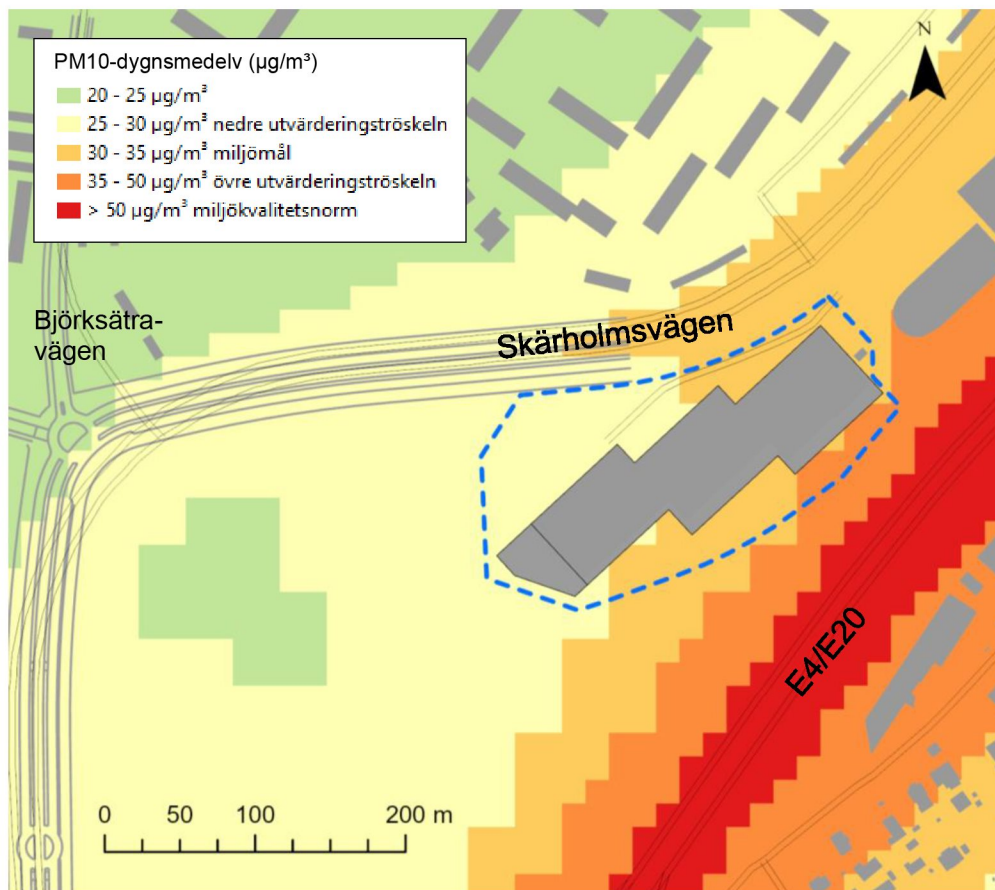 PM10-dygnsmedelv (µg/m³)
20 - 25 µg/m³
25 - 30 µg/m³ nedre utvärderingströskeln
30 - 35 µg/m³ miljömål
35 - 50 µg/m³ övre utvärderingströskeln
> 50 µg/m³ miljökvalitetsnorm
N
Björksätra-
vägen
Skärholmsvägen
E4/E20
0 50 100 200 m